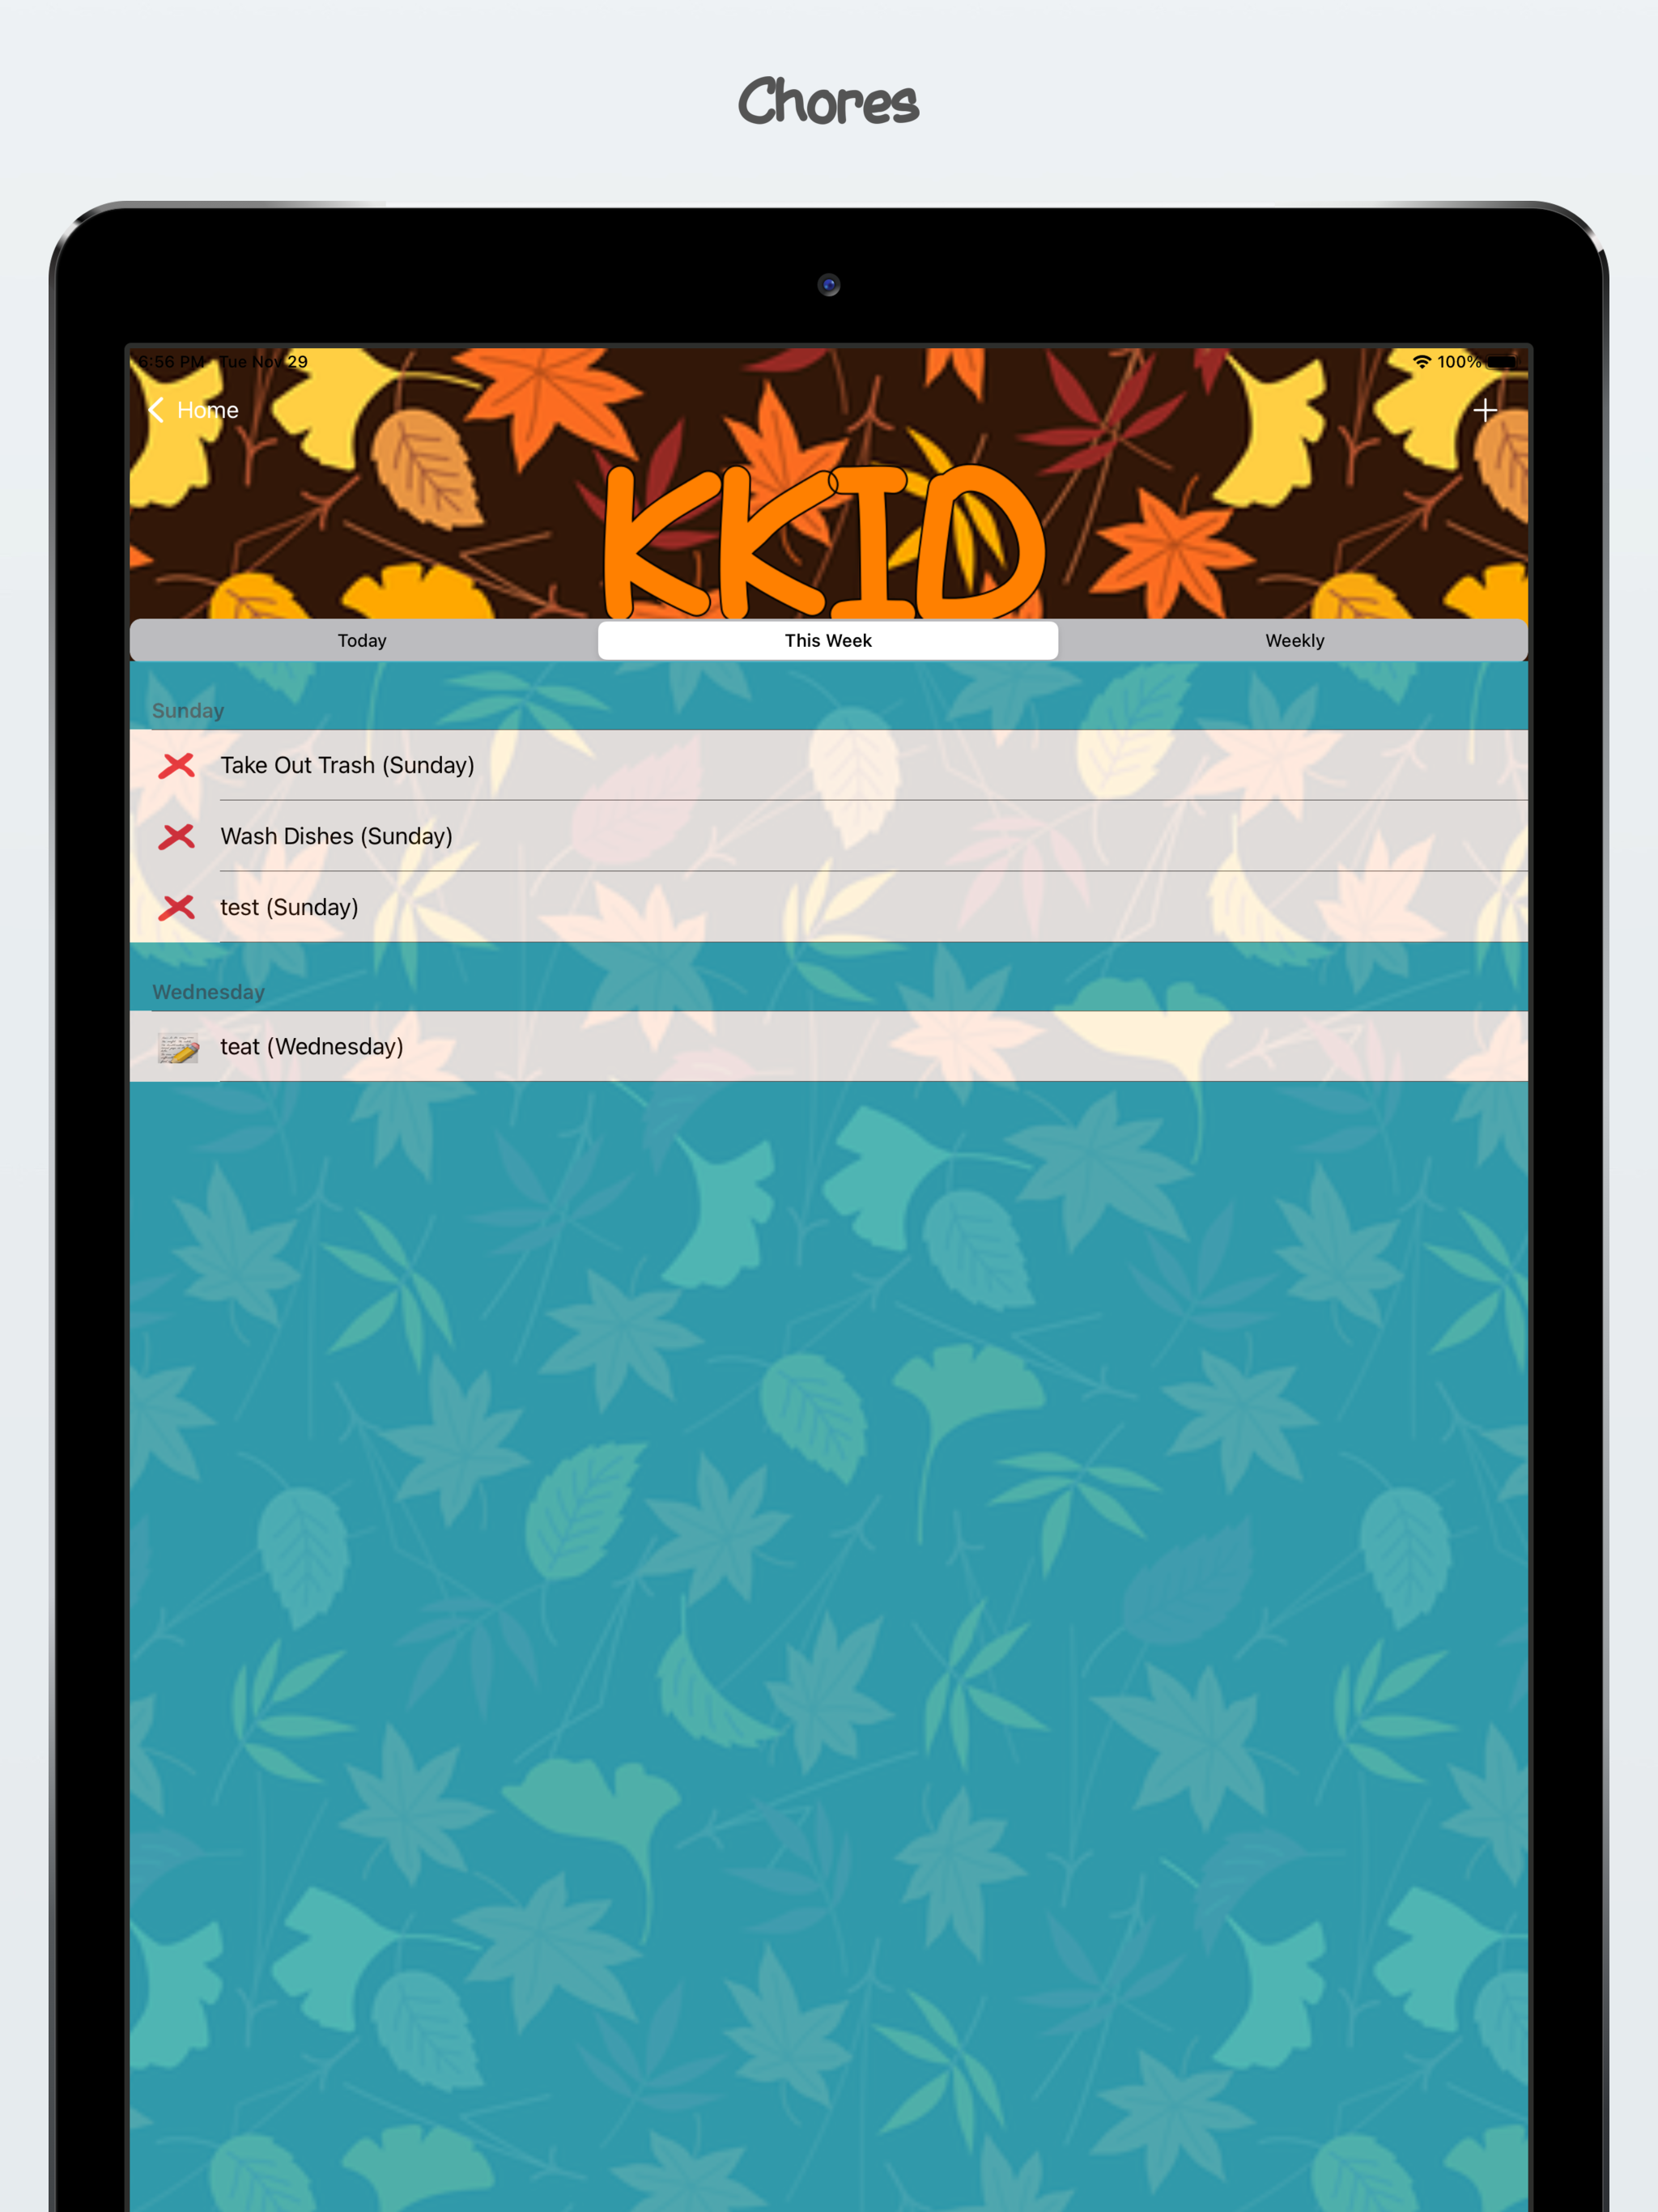 Chores
6:56 PM Tue Nov 29
100%
Home
KKID
Today
This Week
Weekly
Sunday
Take Out Trash (Sunday)
Wash Dishes (Sunday)
test (Sunday)
Wednesday
teat (Wednesday)